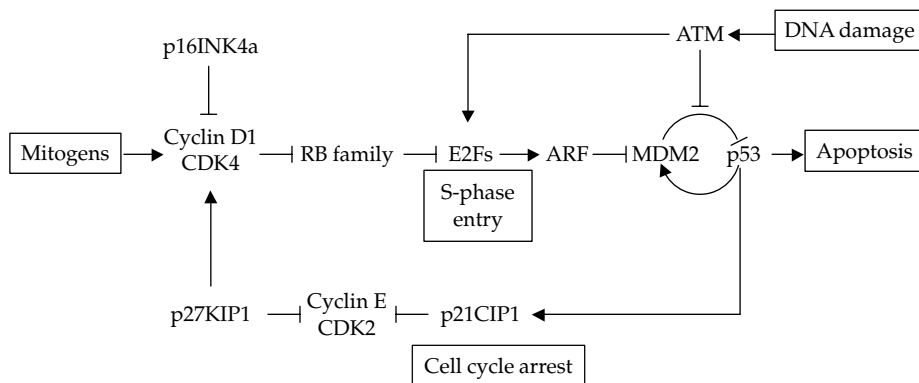 ATM
DNA damage
p16INK4a
Mitogens
Cyclin D1
CDK4
RB family
E2Fs
ARF
MDM2
p53
Apoptosis
S-phase
entry
p27KIP1
Cyclin E
CDK2
p21CIP1
Cell cycle arrest